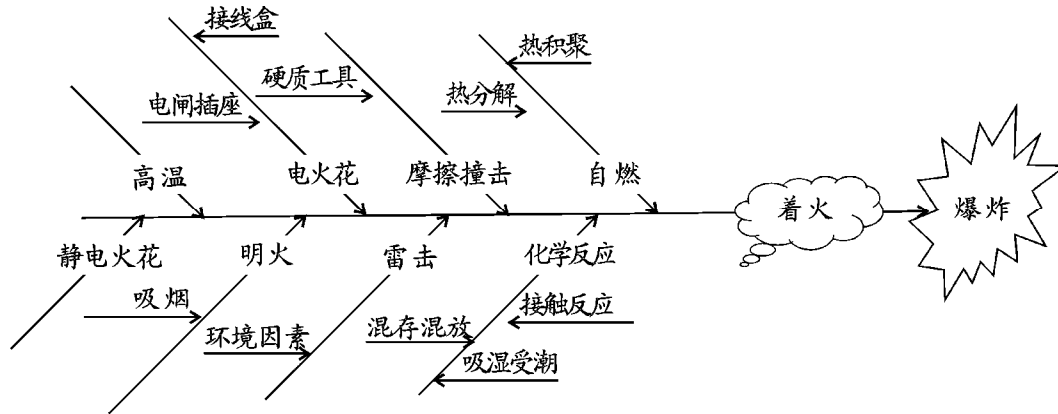 接线盒
热积聚
硬质工具
热分解
电闸插座
高温
电火花
摩擦撞击
自燃
着火
爆炸
静电火花
明火
雷击
化学反应
吸烟
接触反应
环境因素
混存混放
吸湿受潮